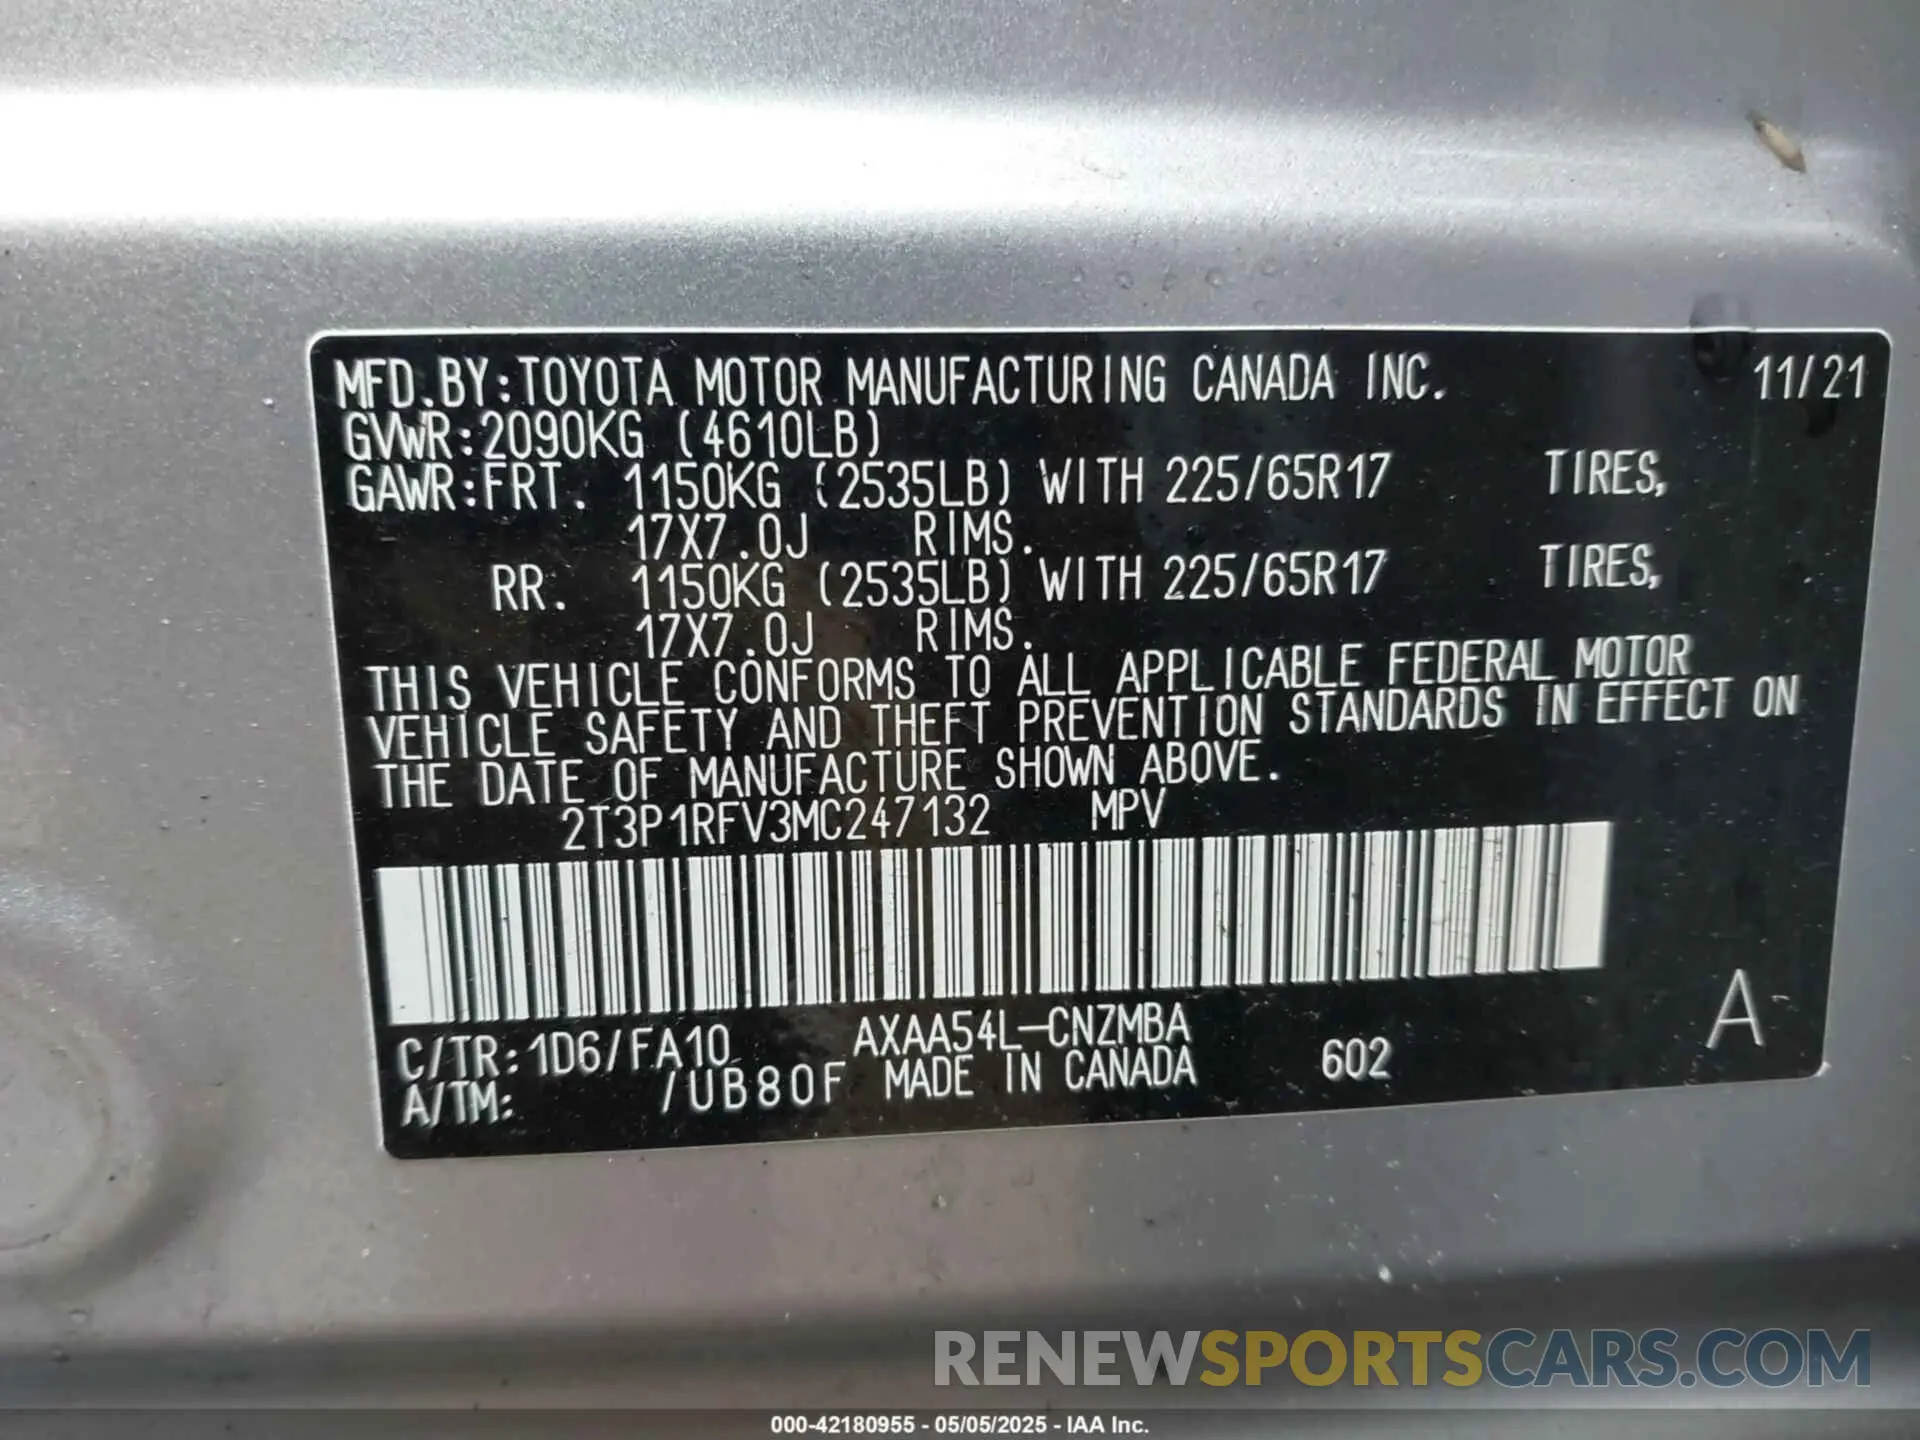 MFD.BY:TOYOTA MOTOR MANUFACTURING CANADA INC. 11/21
GVWR:2090KG (4610LB)
GAWR:FRT. 1150KG (2535LB) WITH 225/65R17 TIRES,
17X7.0J RIMS.
RR. 1150KG (2535LB) WITH 225/65R17 TIRES,
17X7.0J RIMS.
THIS VEHICLE CONFORMS TO ALL APPLICABLE FEDERAL MOTOR
VEHICLE SAFETY AND THEFT PREVENTION STANDARDS IN EFFECT ON
THE DATE OF MANUFACTURE SHOWN ABOVE.
2T3P1RFV3MC247132 MPV
C/TR:1D6/FA10 AXAA54L-CNZMBA A
A/TM: /UB80F MADE IN CANADA 602
RENEWSPORTSCARS.COM
000-42180955 - 05/05/2025 - IAA Inc.